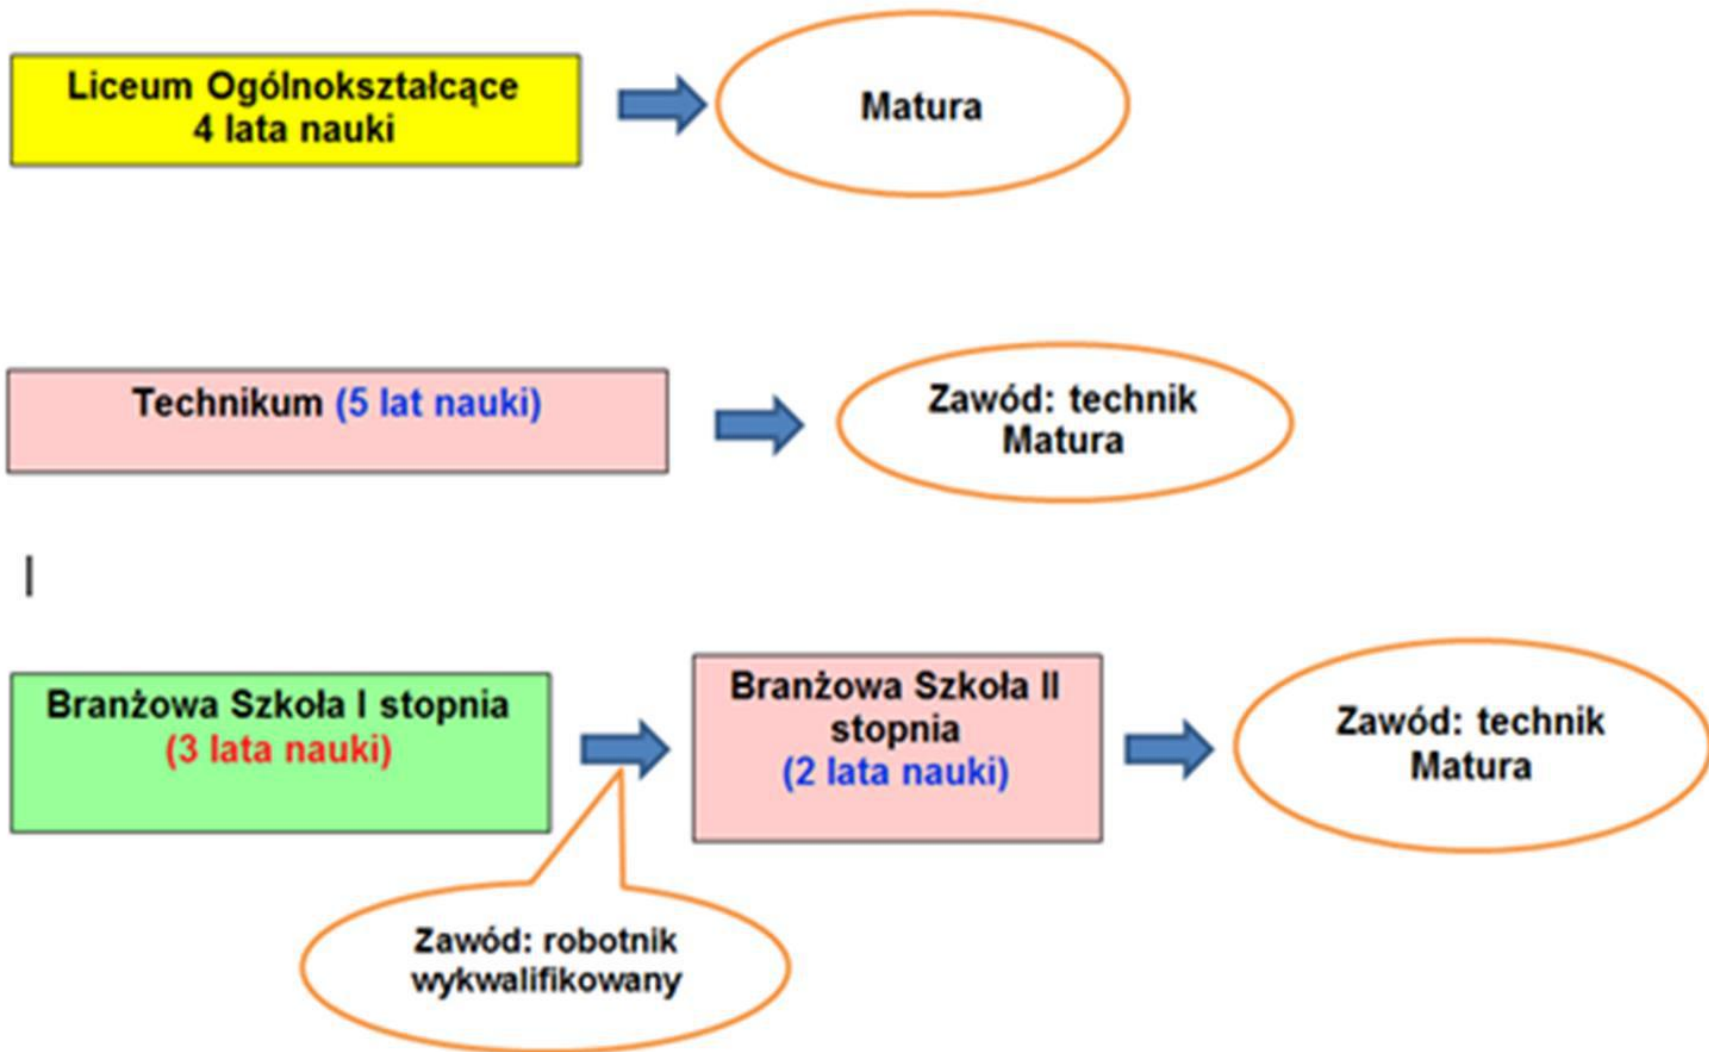 Liceum Ogólnokształcące
4 lata nauki
Matura
Technikum (5 lat nauki)
Zawód: technik
Matura
Branżowa Szkoła I stopnia
(3 lata nauki)
Branżowa Szkoła II
stopnia
(2 lata nauki)
Zawód: technik
Matura
Zawód: robotnik
wykwalifikowany